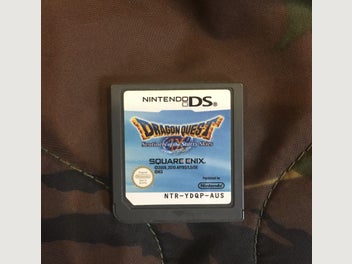 NINTENDO DS
DRAGON QUEST
IX
Sentinels of the Starry Skies
SQUARE ENIX.
Nintendo
NTR-YDQP-AUS